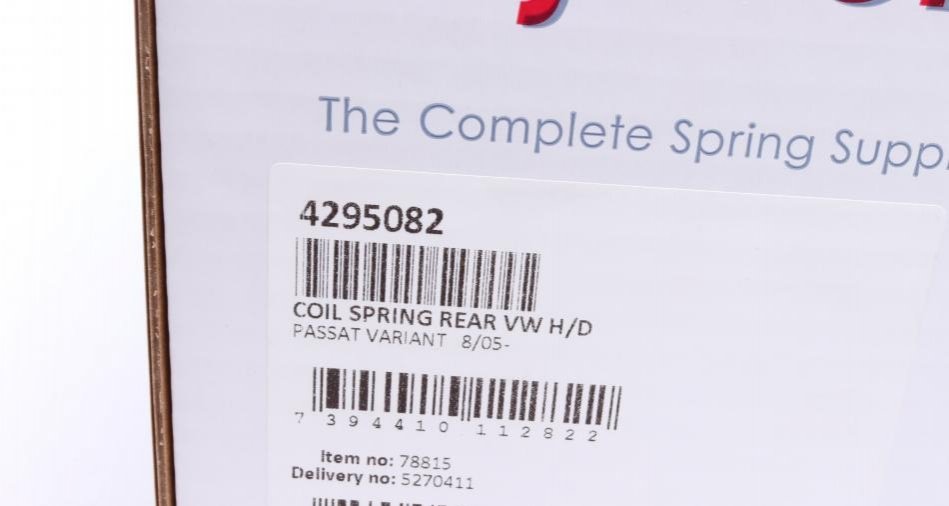 The Complete Spring
4295082
COIL SPRING REAR VW H/D
PASSAT VARIANT 8/05-
7 394410 112822
Item no: 78815
Delivery no: 5270411